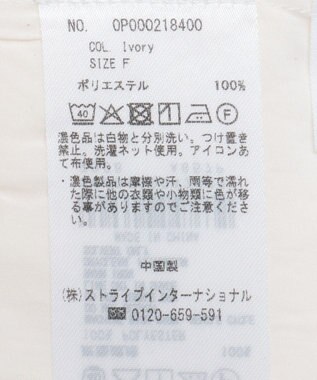 NO. 0P000218400
COL. Ivory
SIZE F
ポリエステル 100%
40
F
濃色品は白物と分別洗い。つけ置き
禁止。洗濯ネット使用。アイロンあ
て布使用。
・濃色製品は摩擦や汗、雨等で濡れ
た際に他の衣類や小物類に色が移
る事がありますのでご注意くださ
い。
中国製
(株)ストライプインターナショナル
0120-659-591